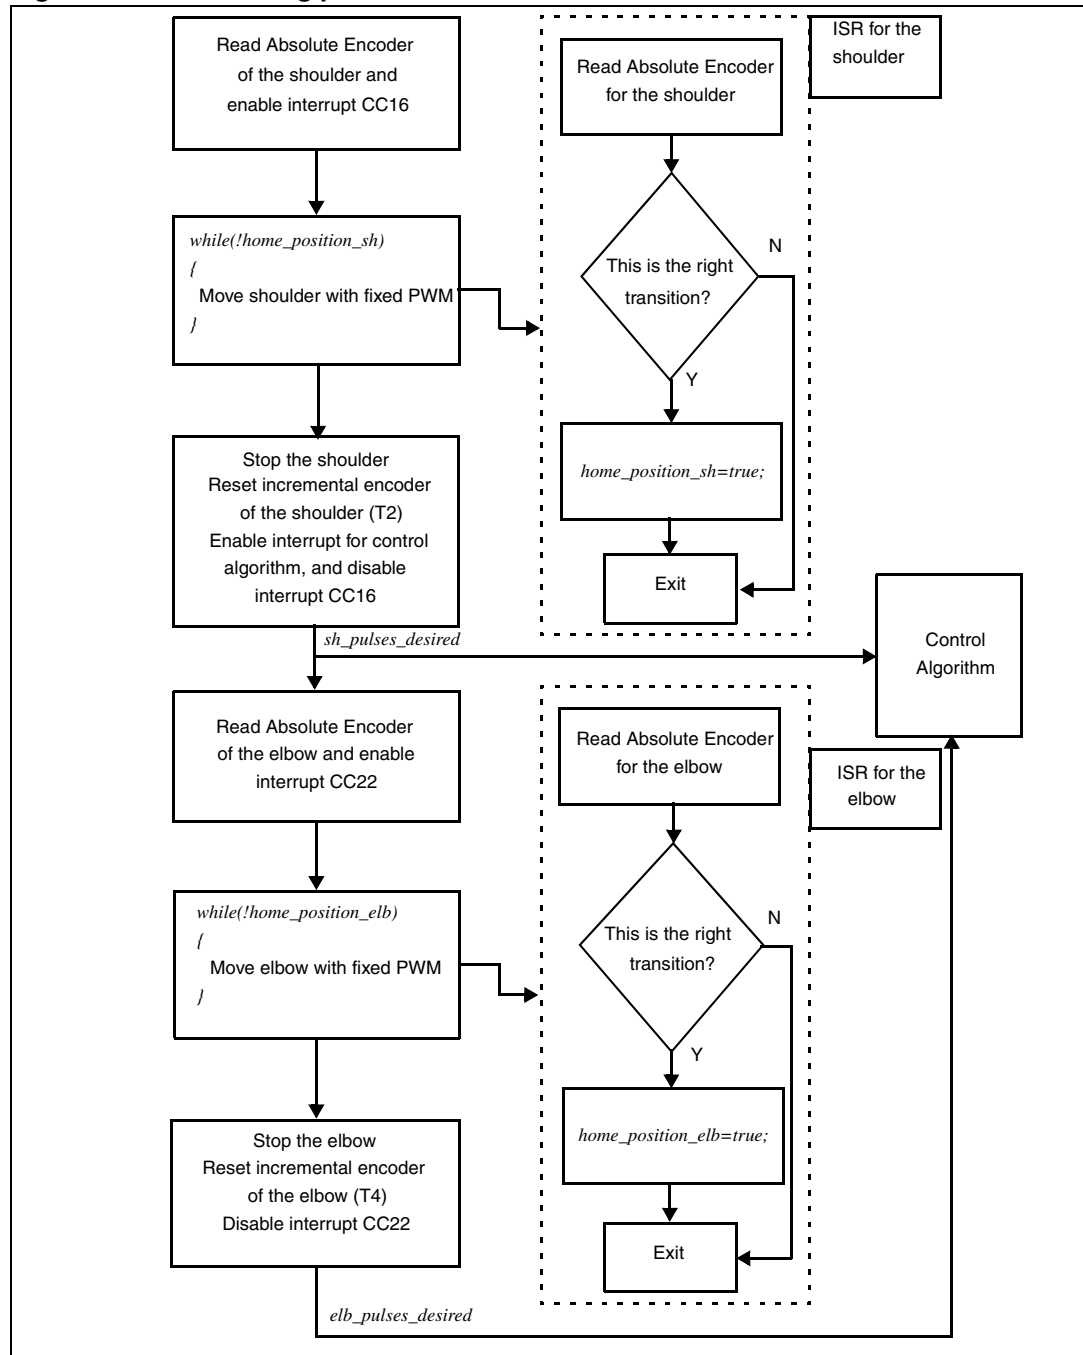 Read Absolute Encoder
of the shoulder and
enable interrupt CC16
while(!home_position_sh)
{
Move shoulder with fixed PWM
}
Stop the shoulder
Reset incremental encoder
of the shoulder (T2)
Enable interrupt for control
algorithm, and disable
interrupt CC16
sh_pulses_desired
Read Absolute Encoder
for the shoulder
This is the right
transition?
N
Y
home_position_sh=true;
Exit
ISR for the
shoulder
Control
Algorithm
Read Absolute Encoder
of the elbow and enable
interrupt CC22
while(!home_position_elb)
{
Move elbow with fixed PWM
}
Stop the elbow
Reset incremental encoder
of the elbow (T4)
Disable interrupt CC22
elb_pulses_desired
Read Absolute Encoder
for the elbow
This is the right
transition?
N
Y
home_position_elb=true;
Exit
ISR for the
elbow